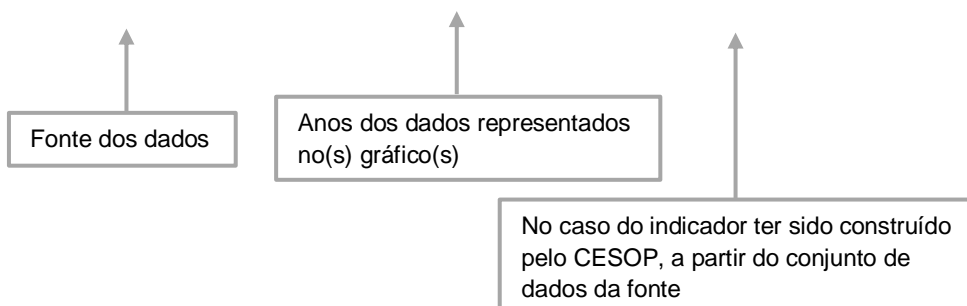 Fonte dos dados
Anos dos dados representados
no(s) gráfico(s)
No caso do indicador ter sido construído
pelo CESOP, a partir do conjunto de
dados da fonte